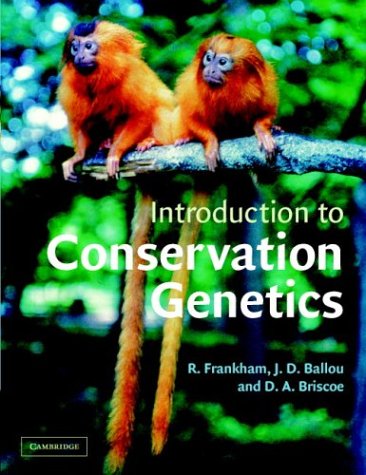 Introduction to
Conservation
Genetics
R. Frankham, J. D. Ballou
and D. A. Briscoe
CAMBRIDGE